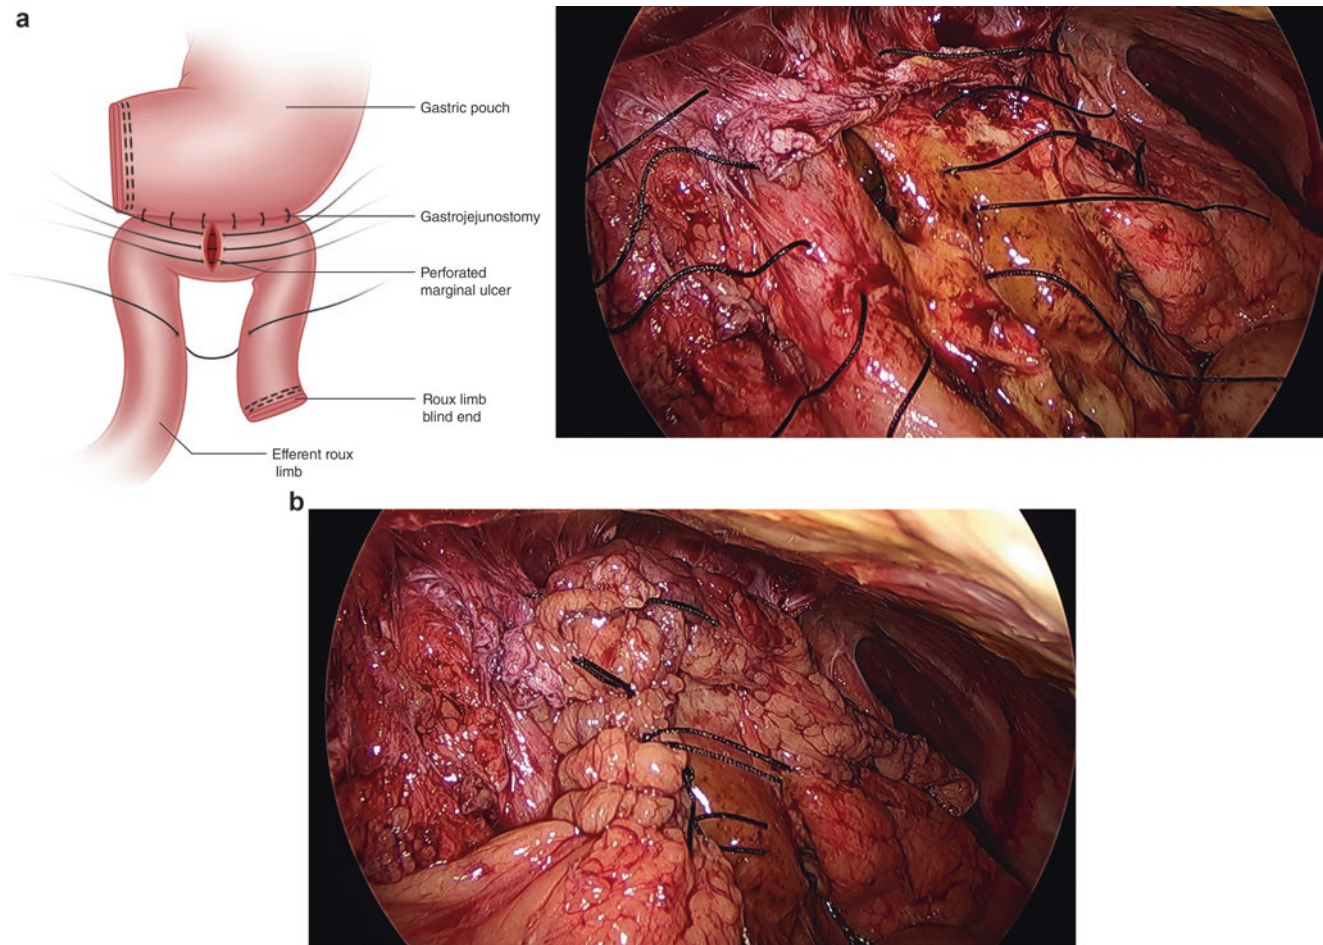 a
Gastric pouch
Gastrojejunostomy
Perforated
marginal ulcer
Roux limb
blind end
Efferent roux
limb
b